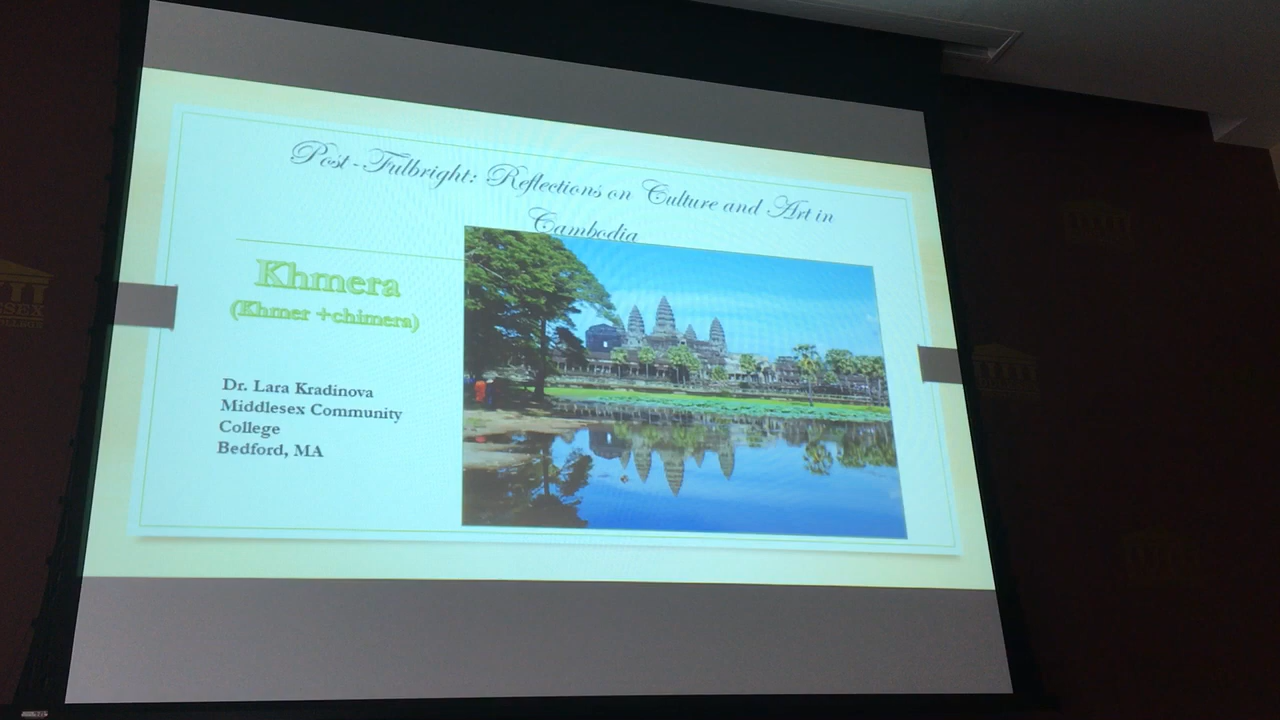 Post-Fulbright: Reflections on Culture and Art in
Cambodia
Khmera
(Khmer +chimera)
Dr. Lara Kradinova
Middlesex Community
College
Bedford, MA